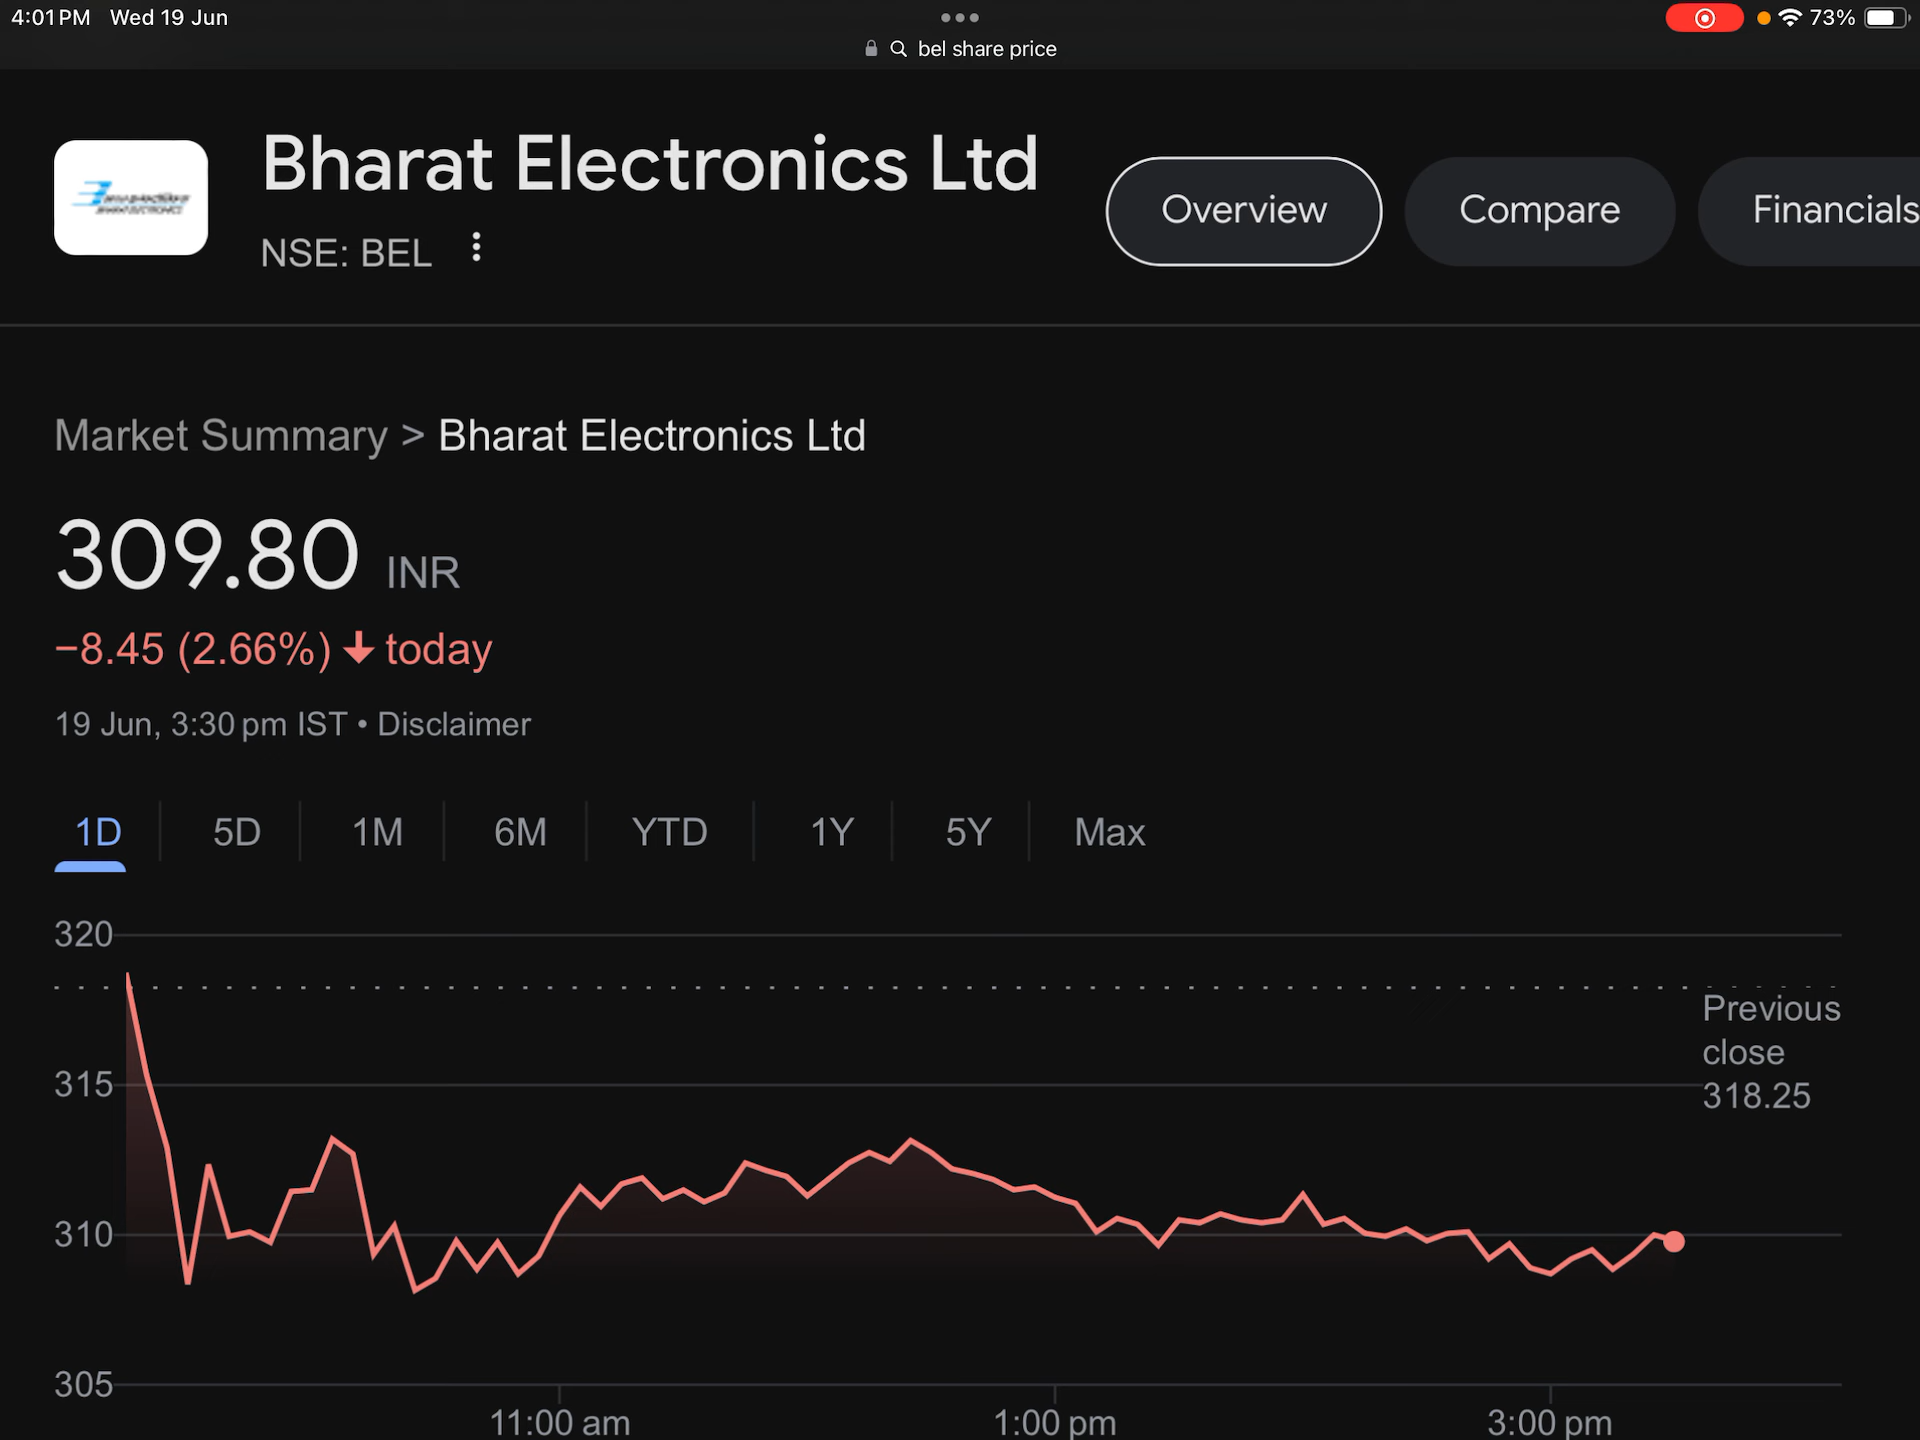 4:01 PM Wed 19 Jun
73%
bel share price
Bharat Electronics Ltd
NSE: BEL
Overview
Compare
Financials
Market Summary > Bharat Electronics Ltd
309.80 INR
−8.45 (2.66%) ↓ today
19 Jun, 3:30 pm IST • Disclaimer
1D 5D 1M 6M YTD 1Y 5Y Max
320
Previous
close
318.25
315
310
305
11:00 am 1:00 pm 3:00 pm